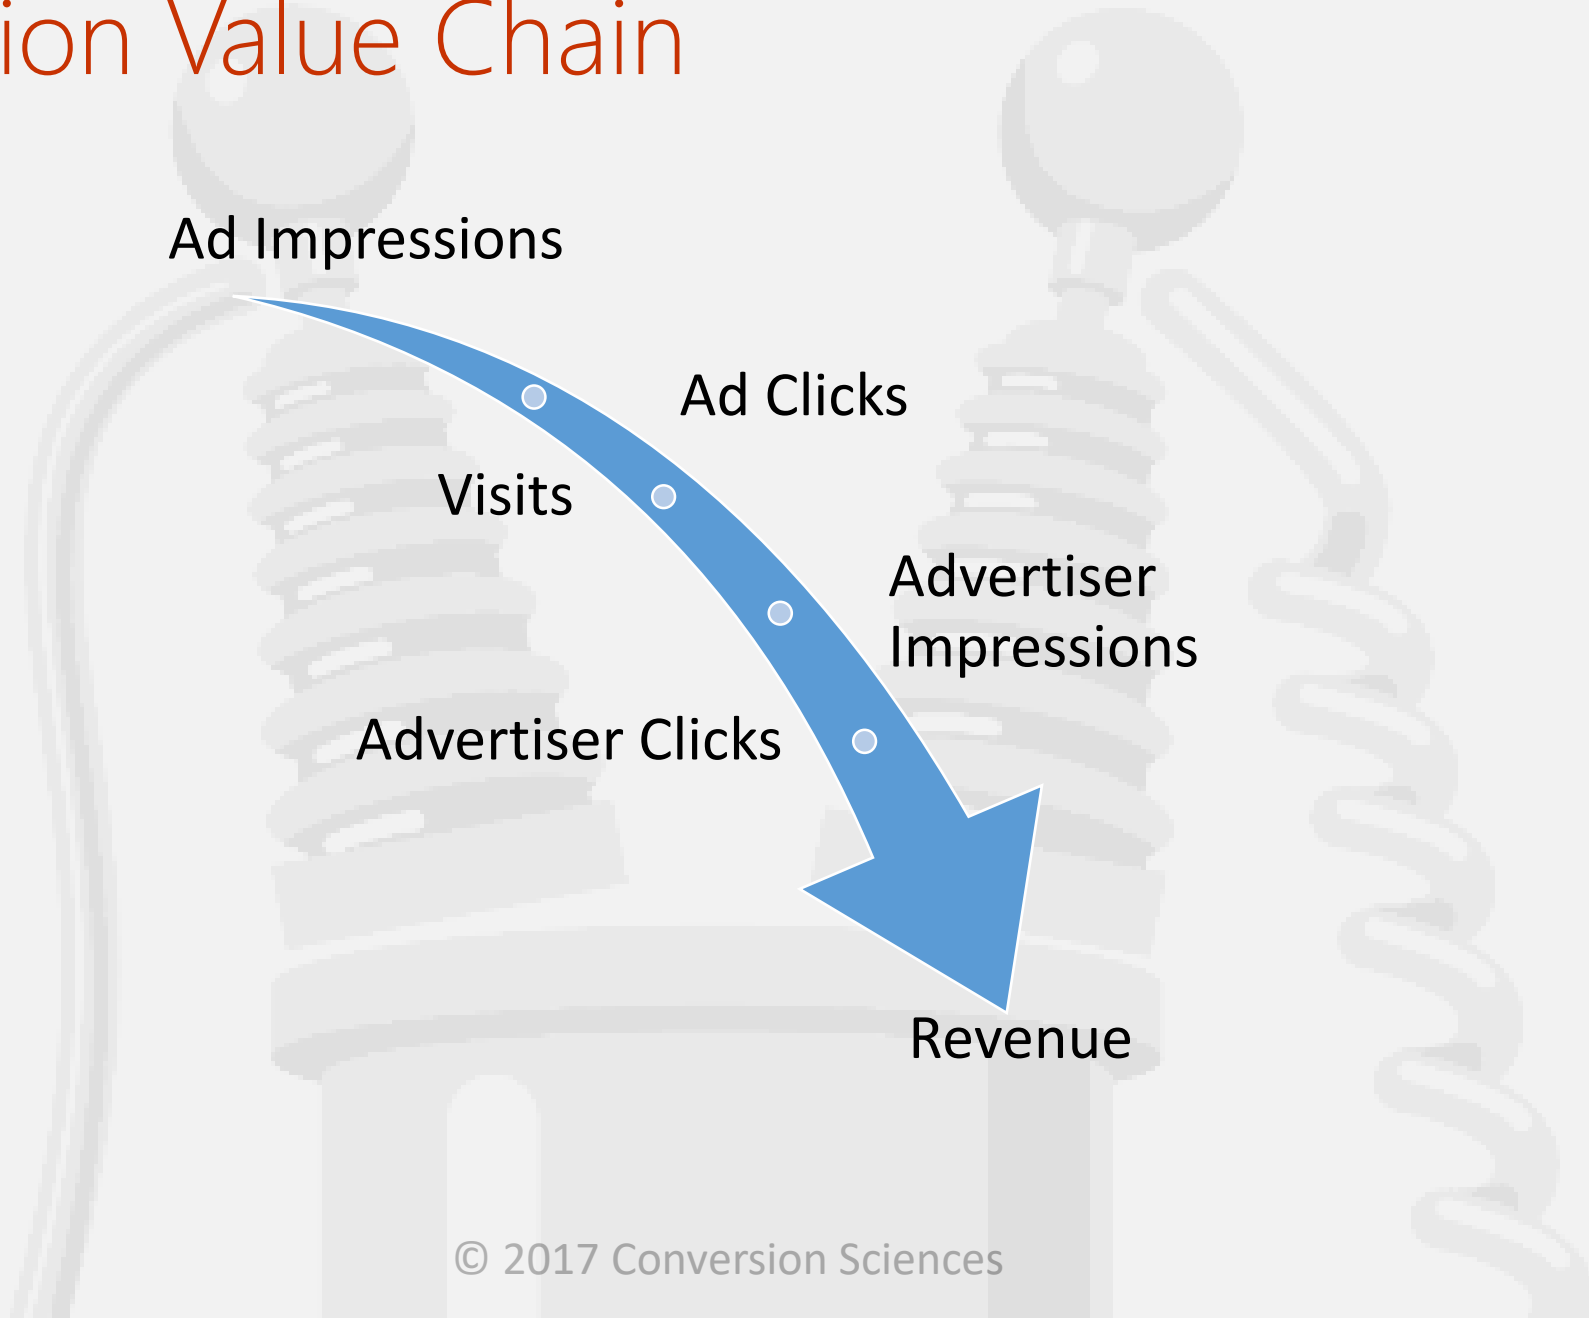 ion Value Chain
Ad Impressions
Ad Clicks
Visits
Advertiser
Impressions
Advertiser Clicks
Revenue
© 2017 Conversion Sciences